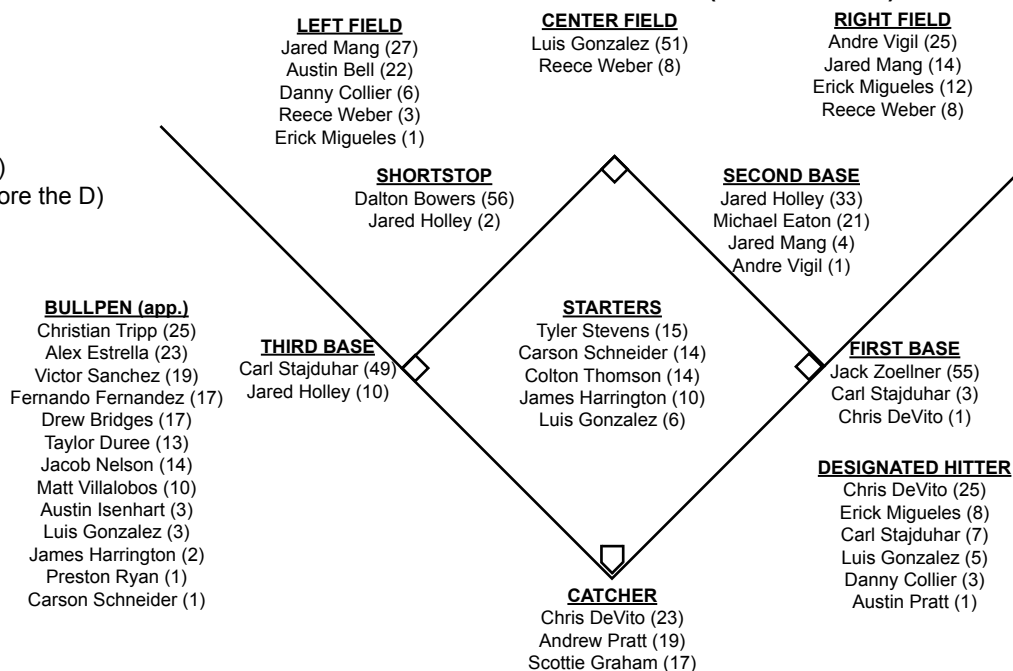 LEFT FIELD
Jared Mang (27)
Austin Bell (22)
Danny Collier (6)
Reece Weber (3)
Erick Migueles (1)
CENTER FIELD
Luis Gonzalez (51)
Reece Weber (8)
RIGHT FIELD
Andre Vigil (25)
Jared Mang (14)
Erick Migueles (12)
Reece Weber (8)
)
ore the D)
SHORTSTOP
Dalton Bowers (56)
Jared Holley (2)
SECOND BASE
Jared Holley (33)
Michael Eaton (21)
Jared Mang (4)
Andre Vigil (1)
BULLPEN (app.)
Christian Tripp (25)
Alex Estrella (23)
Victor Sanchez (19)
Fernando Fernandez (17)
Drew Bridges (17)
Taylor Duree (13)
Jacob Nelson (14)
Matt Villalobos (10)
Austin Isenhart (3)
Luis Gonzalez (3)
James Harrington (2)
Preston Ryan (1)
Carson Schneider (1)
THIRD BASE
Carl Stajduhar (49)
Jared Holley (10)
STARTERS
Tyler Stevens (15)
Carson Schneider (14)
Colton Thomson (14)
James Harrington (10)
Luis Gonzalez (6)
FIRST BASE
Jack Zoellner (55)
Carl Stajduhar (3)
Chris DeVito (1)
DESIGNATED HITTER
Chris DeVito (25)
Erick Migueles (8)
Carl Stajduhar (7)
Luis Gonzalez (5)
Danny Collier (3)
Austin Pratt (1)
CATCHER
Chris DeVito (23)
Andrew Pratt (19)
Scottie Graham (17)